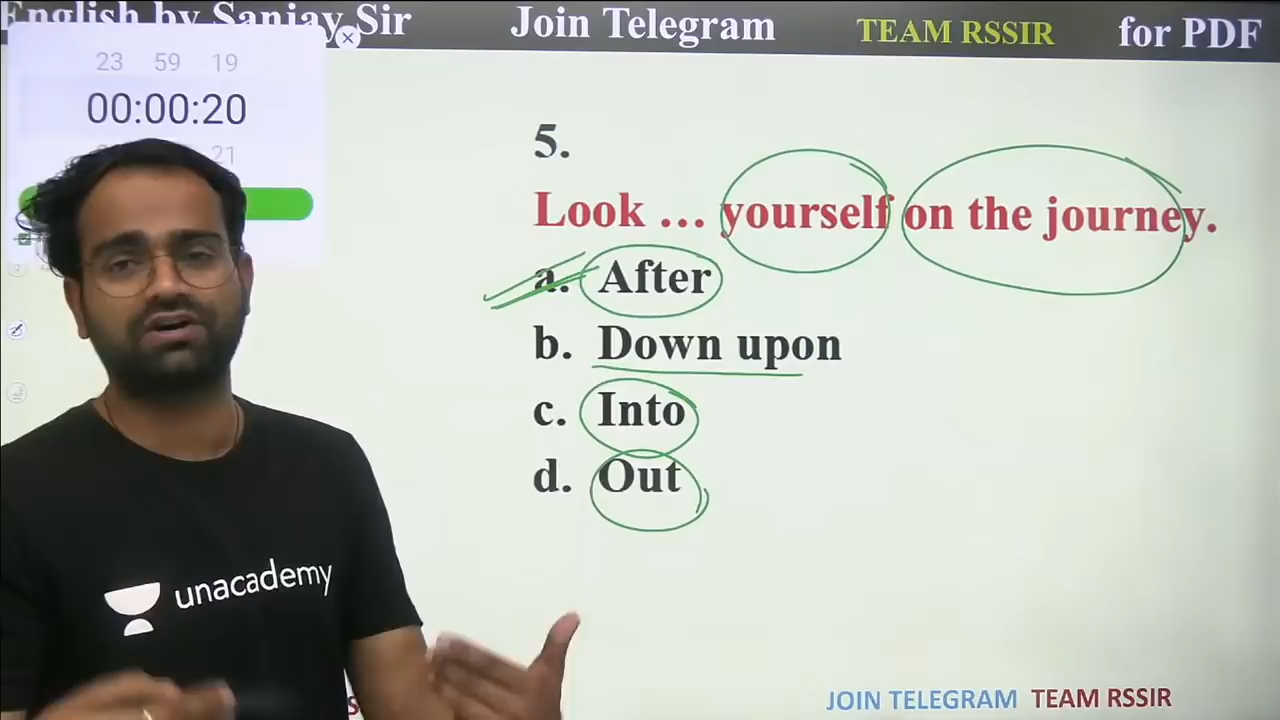 English by Sanjay Sir Join Telegram TEAM RSSIR for PDF
23 59 19
00:00:20
21
5.
Look ... yourself on the journey.
a. After
b. Down upon
c. Into
d. Out
unacademy
JOIN TELEGRAM TEAM RSSIR